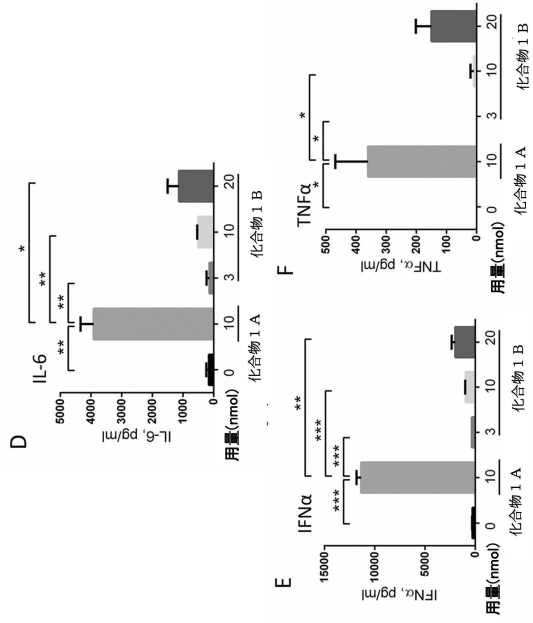 D
IL-6
*
**
**
**
5000
4000
3000
2000
1000
0
IL-6, pg/ml
0
10
3
10
20
用量(nmol)
化合物 1 A
化合物 1 B
E
IFNα
**
***
***
***
15000
10000
5000
0
IFNα, pg/ml
0
10
3
10
20
用量(nmol)
化合物 1 A
化合物 1 B
F
TNFα
*
*
*
500
400
300
200
100
0
TNFα, pg/ml
0
10
3
10
20
用量(nmol)
化合物 1 A
化合物 1 B